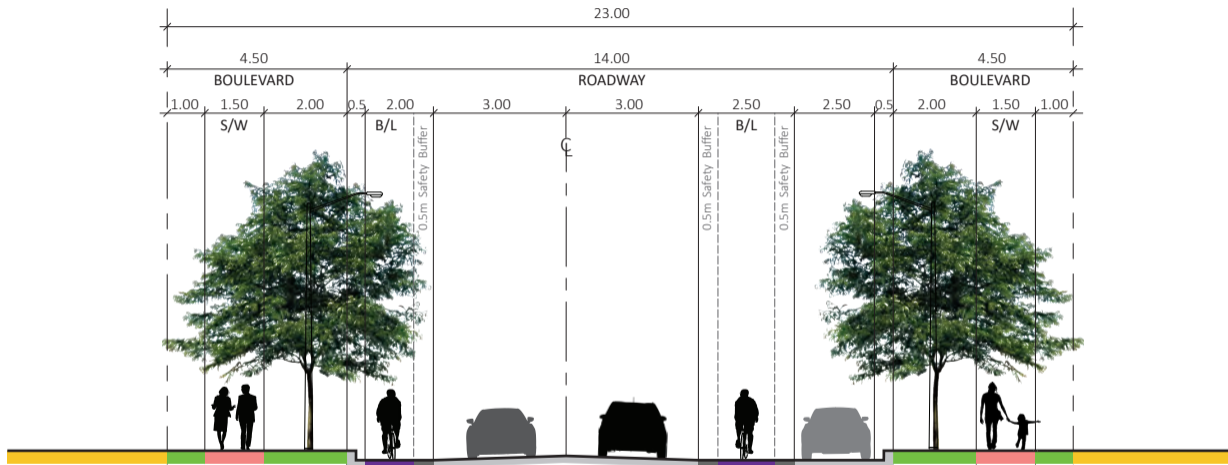 23.00
4.50 14.00 4.50
BOULEVARD ROADWAY BOULEVARD
1.00 1.50 2.00 0.5 2.00 3.00 3.00 2.50 2.50 0.5 2.00 1.50 1.00
S/W B/L B/L S/W
0.5m Safety Buffer
0.5m Safety Buffer
0.5m Safety Buffer
℄